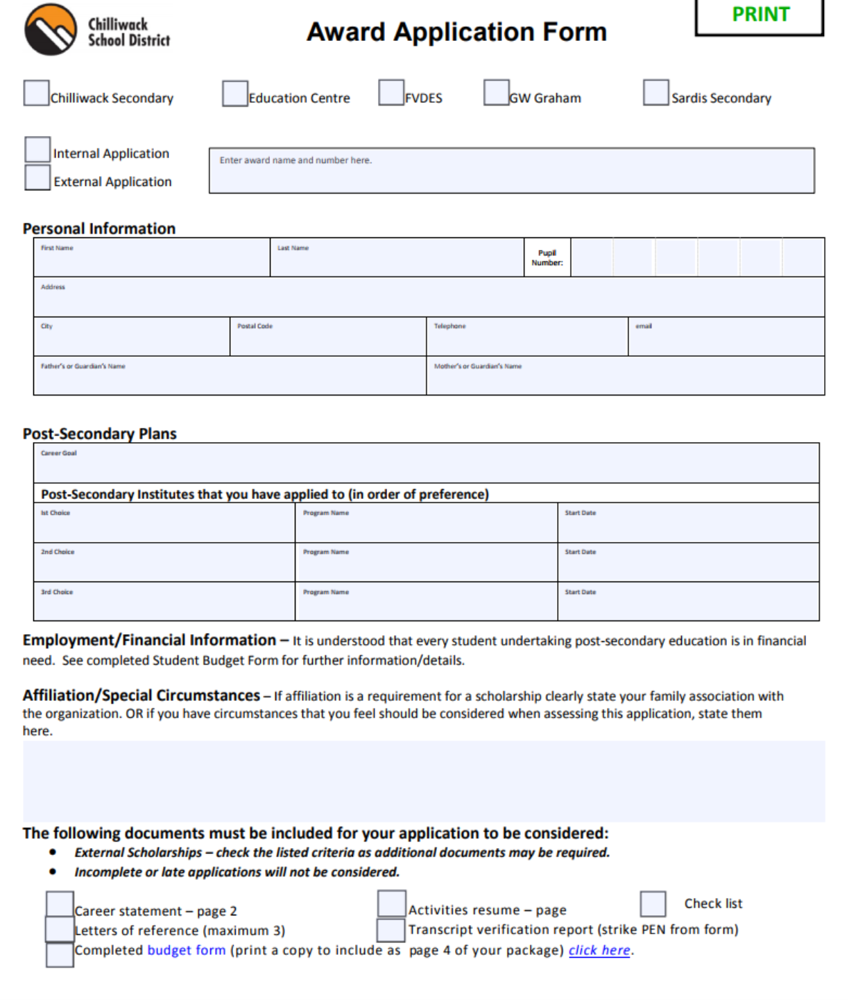 Chilliwack
School District
Award Application Form
PRINT
Chilliwack Secondary
Education Centre
FVDES
GW Graham
Sardis Secondary
Internal Application
External Application
Enter award name and number here.
Personal Information
First Name
Last Name
Pupil
Number:
Address
City
Postal Code
Telephone
email
Father's or Guardian's Name
Mother's or Guardian's Name
Post-Secondary Plans
Career Goal
Post-Secondary Institutes that you have applied to (in order of preference)
Ist Choice
Program Name
Start Date
2nd Choice
Program Name
Start Date
3rd Choice
Program Name
Start Date
Employment/Financial Information – It is understood that every student undertaking post-secondary education is in financial
need.  See completed Student Budget Form for further information/details.
Affiliation/Special Circumstances – If affiliation is a requirement for a scholarship clearly state your family association with
the organization. OR if you have circumstances that you feel should be considered when assessing this application, state them
here.
The following documents must be included for your application to be considered:
• External Scholarships – check the listed criteria as additional documents may be required.
• Incomplete or late applications will not be considered.
Career statement – page 2
Activities resume – page
Check list
Letters of reference (maximum 3)
Transcript verification report (strike PEN from form)
Completed budget form (print a copy to include as  page 4 of your package) click here.